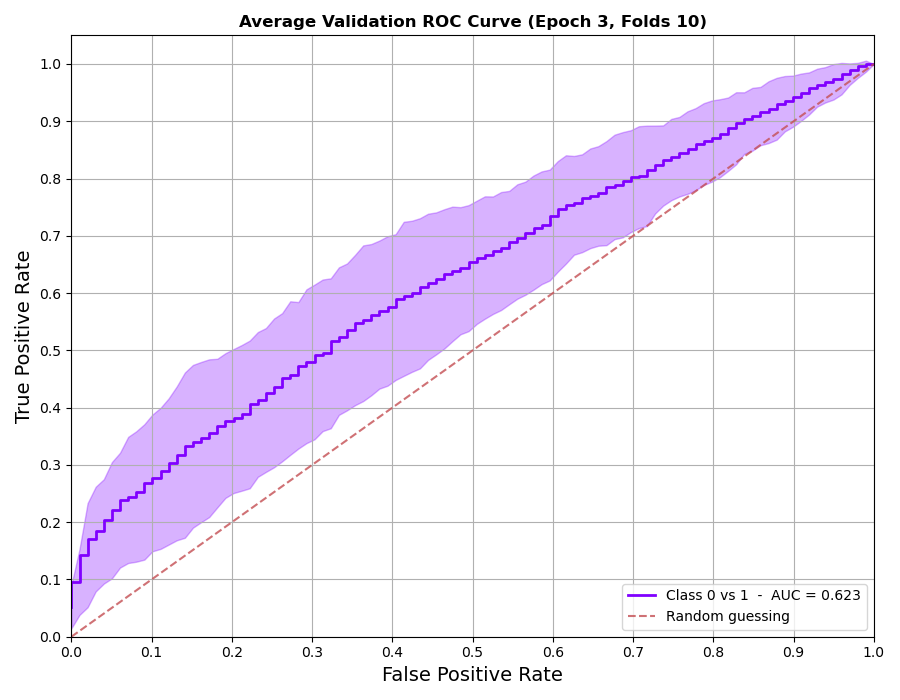 Average Validation ROC Curve (Epoch 3, Folds 10)
True Positive Rate
1.0
0.9
0.8
0.7
0.6
0.5
0.4
0.3
0.2
0.1
0.0
Class 0 vs 1 - AUC = 0.623
Random guessing
0.0 0.1 0.2 0.3 0.4 0.5 0.6 0.7 0.8 0.9 1.0
False Positive Rate